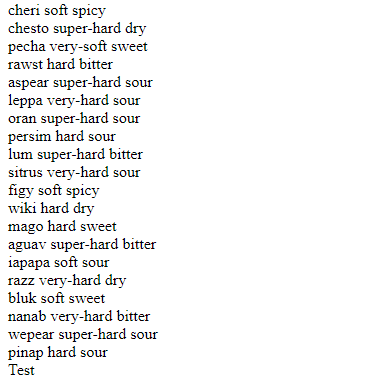 cheri soft spicy
chesto super-hard dry
pecha very-soft sweet
rawst hard bitter
aspear super-hard sour
leppa very-hard sour
oran super-hard sour
persim hard sour
lum super-hard bitter
sitrus very-hard sour
figy soft spicy
wiki hard dry
mago hard sweet
aguav super-hard bitter
iapapa soft sour
razz very-hard dry
bluk soft sweet
nanab very-hard bitter
wepear super-hard sour
pinap hard sour
Test